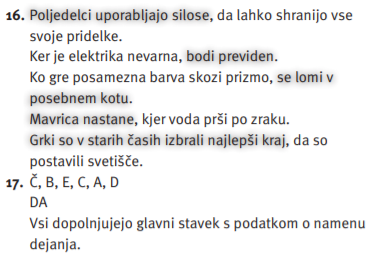 16. Poljedelci uporabljajo silose, da lahko shranijo vse
svoje pridelke.
Ker je elektrika nevarna, bodi previden.
Ko gre posamezna barva skozi prizmo, se lomi v
posebnem kotu.
Mavrica nastane, kjer voda prši po zraku.
Grki so v starih časih izbrali najlepši kraj, da so
postavili svetišče.
17. Č, B, E, C, A, D
DA
Vsi dopolnjujejo glavni stavek s podatkom o namenu
dejanja.